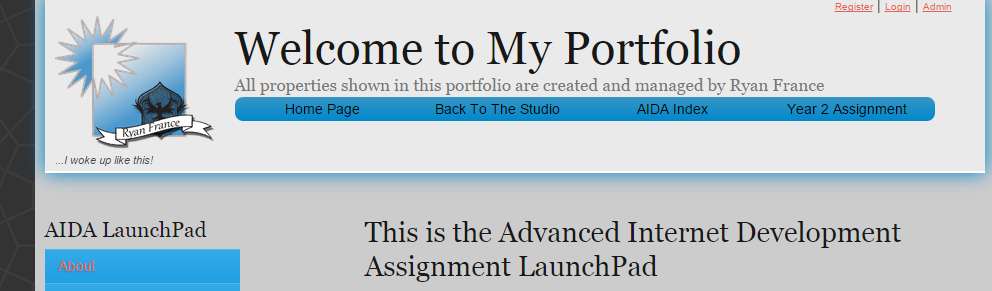 Register | Login | Admin
Welcome to My Portfolio
All properties shown in this portfolio are created and managed by Ryan France
Home Page Back To The Studio AIDA Index Year 2 Assignment
Ryan France
...I woke up like this!
AIDA LaunchPad
About
This is the Advanced Internet Development
Assignment LaunchPad